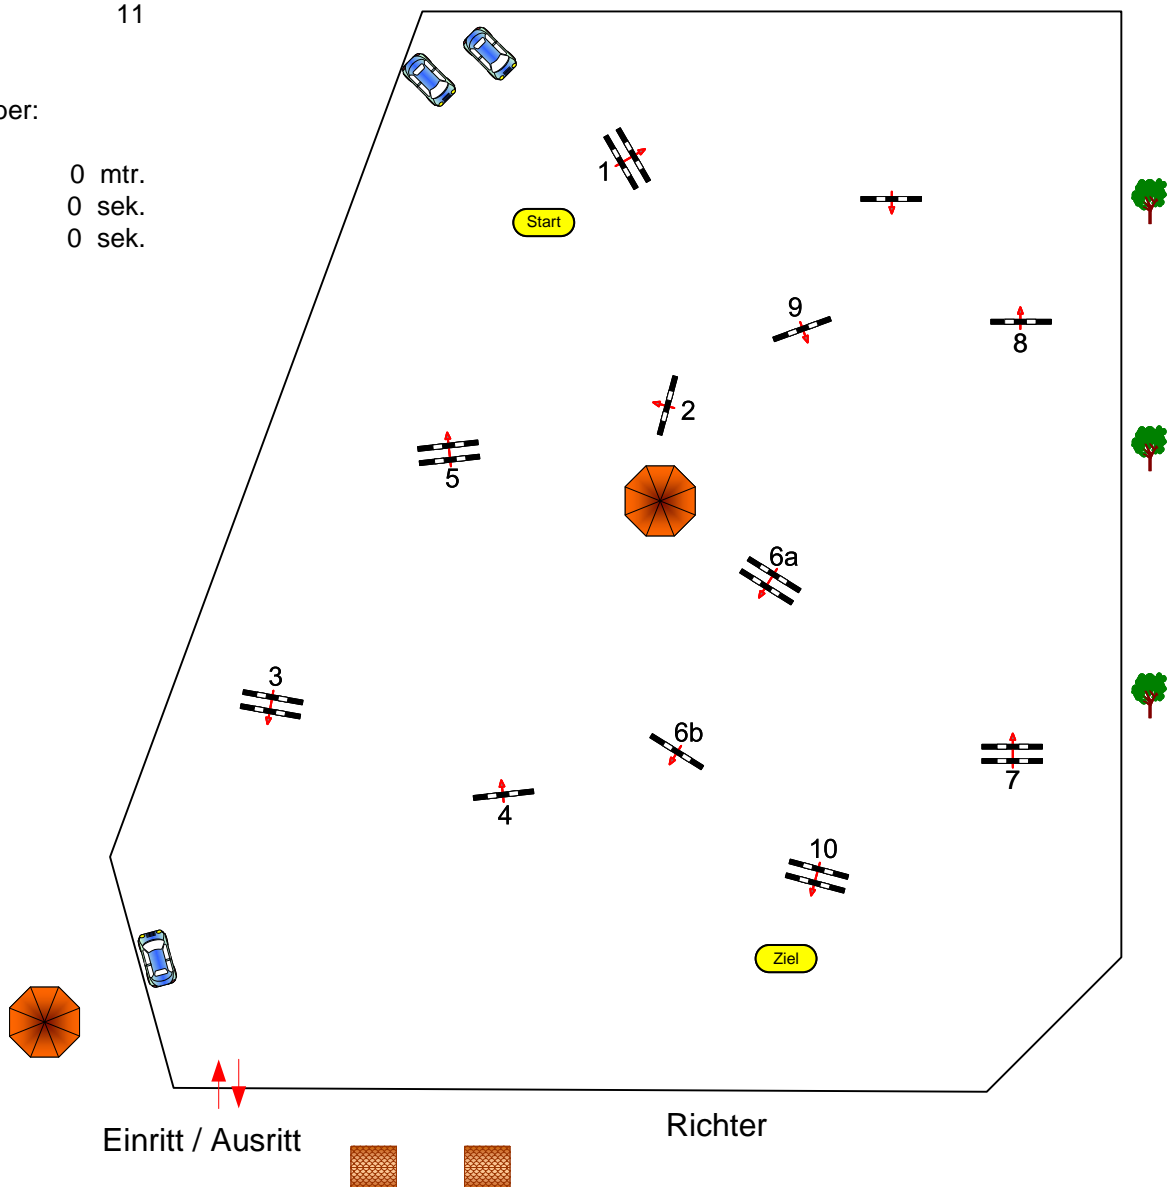 11
ber:
0 mtr.
0 sek.
0 sek.
1
Start
9
8
2
5
6a
3
6b
7
4
10
Ziel
Einritt / Ausritt
Richter